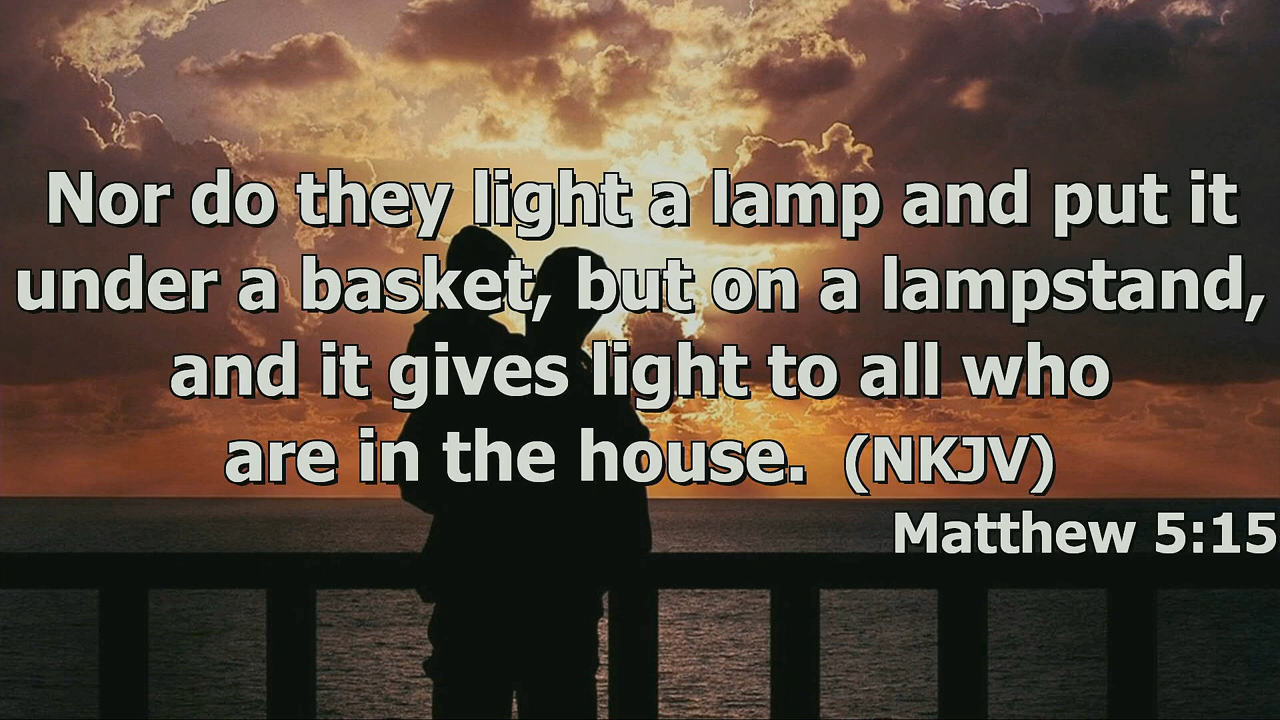 Nor do they light a lamp and put it
under a basket, but on a lampstand,
and it gives light to all who
are in the house.  (NKJV)
Matthew 5:15